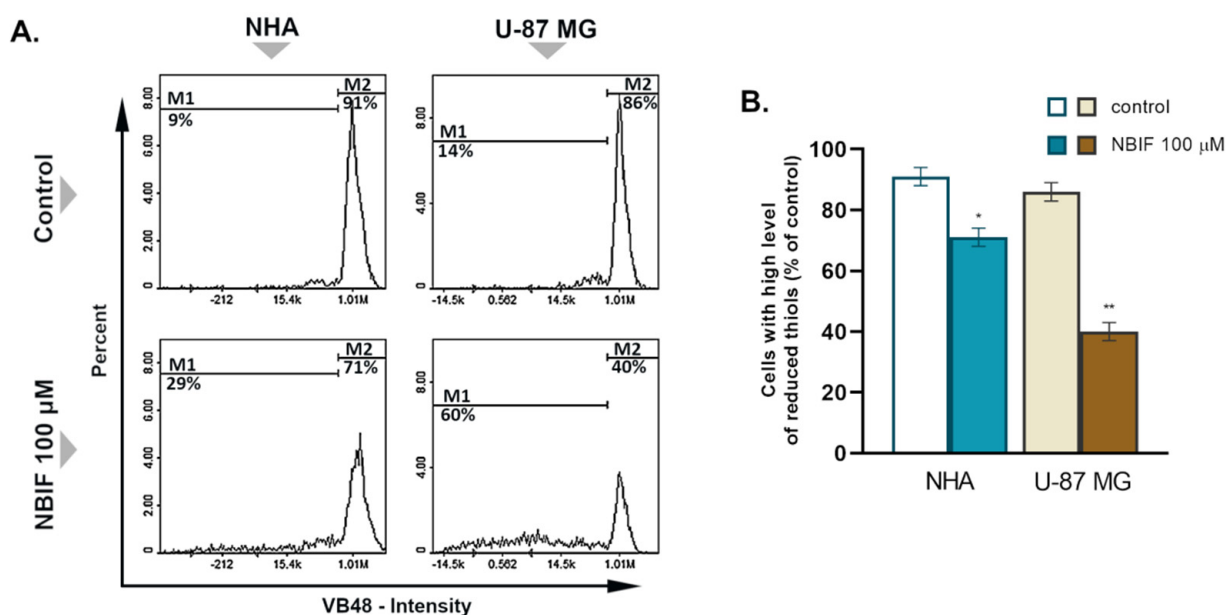 A.
NHA
U-87 MG
Control
NBIF 100 µM
Percent
M1
9%
M2
91%
8.00
6.00
4.00
2.00
0
-212
15.4k
1.01M
M1
14%
M2
86%
8.00
4.00
0
-14.5k
0.562
14.5k
1.01M
M1
29%
M2
71%
8.00
6.00
4.00
2.00
0
-212
15.4k
1.01M
M1
60%
M2
40%
8.00
4.00
0
-14.5k
0.562
14.5k
1.01M
VB48 - Intensity
B.
control
NBIF 100 µM
Cells with high level
of reduced thiols (% of control)
100
80
60
40
20
0
*
**
NHA
U-87 MG